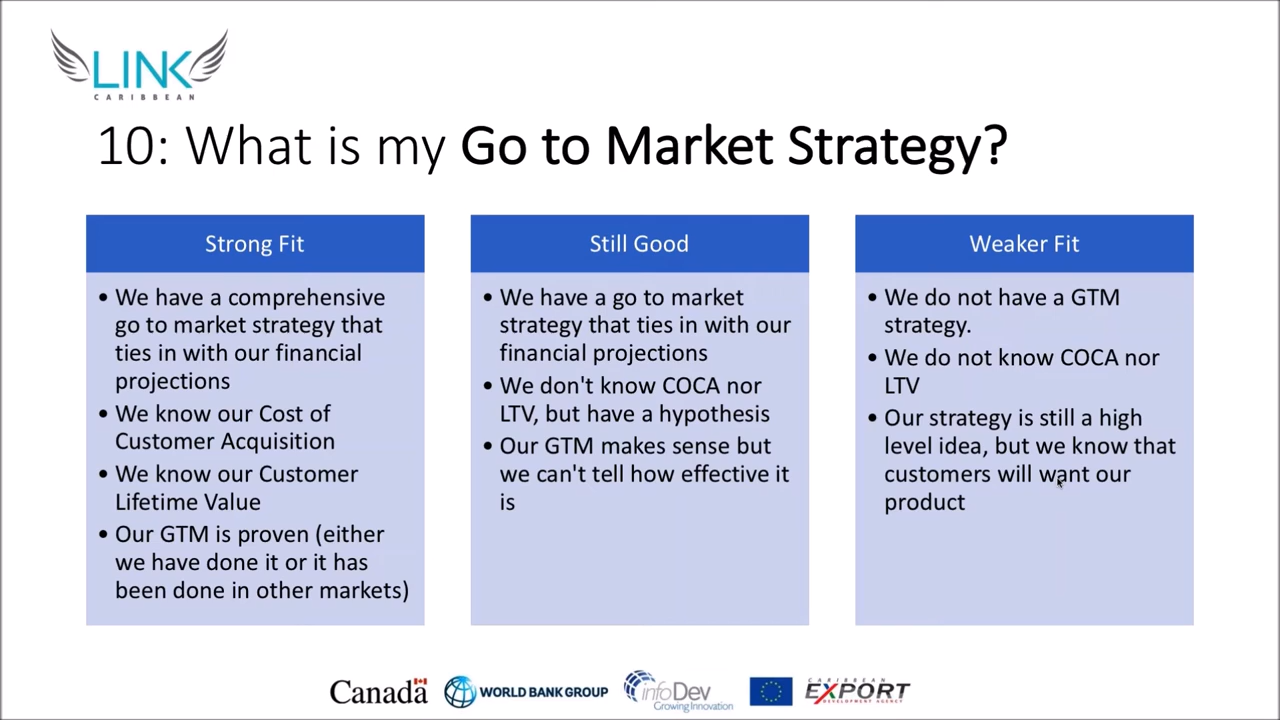 LINK
CARIBBEAN
10: What is my Go to Market Strategy?
Strong Fit
• We have a comprehensive
go to market strategy that
ties in with our financial
projections
• We know our Cost of
Customer Acquisition
• We know our Customer
Lifetime Value
• Our GTM is proven (either
we have done it or it has
been done in other markets)
Still Good
• We have a go to market
strategy that ties in with our
financial projections
• We don't know COCA nor
LTV, but have a hypothesis
• Our GTM makes sense but
we can't tell how effective it
is
Weaker Fit
• We do not have a GTM
strategy.
• We do not know COCA nor
LTV
• Our strategy is still a high
level idea, but we know that
customers will want our
product
Canada
WORLD BANK GROUP
infoDev
Growing Innovation
CARIBBEAN
EXPORT
DEVELOPMENT AGENCY